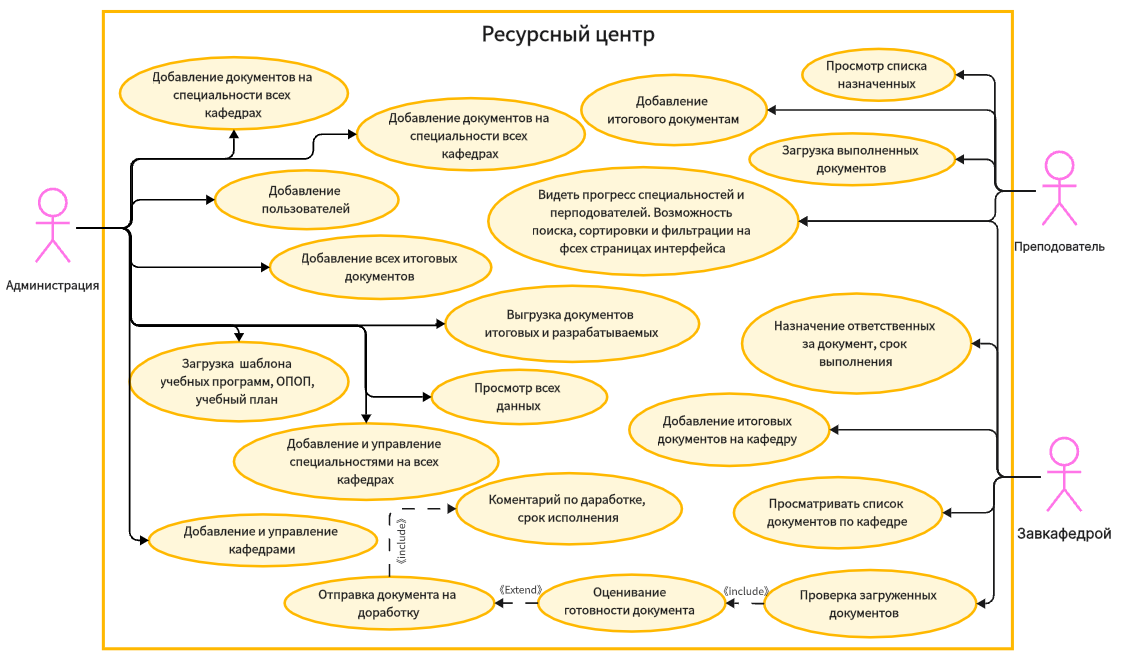 Ресурсный центр
Добавление документов на
специальности всех
кафедрах
Добавление документов на
специальности всех
кафедрах
Добавление
итогового документам
Просмотр списка
назначенных
Загрузка выполненных
документов
Добавление
пользователей
Видеть прогресс специальностей и
перподователей. Возможность
поиска, сортировки и фильтрации на
фсех страницах интерфейса
Преподователь
Администрация
Добавление всех итоговых
документов
Выгрузка документов
итоговых и разрабатываемых
Назначение ответственных
за документ, срок
выполнения
Загрузка шаблона
учебных программ, ОПОП,
учебный план
Просмотр всех
данных
Добавление итоговых
документов на кафедру
Добавление и управление
специальностями на всех
кафедрах
Коментарий по даработке,
срок исполнения
Просматривать список
документов по кафедре
Завкафедрой
Добавление и управление
кафедрами
《include》
Отправка документа на
доработку
《Extend》
Оценивание
готовности документа
《include》
Проверка загруженных
документов